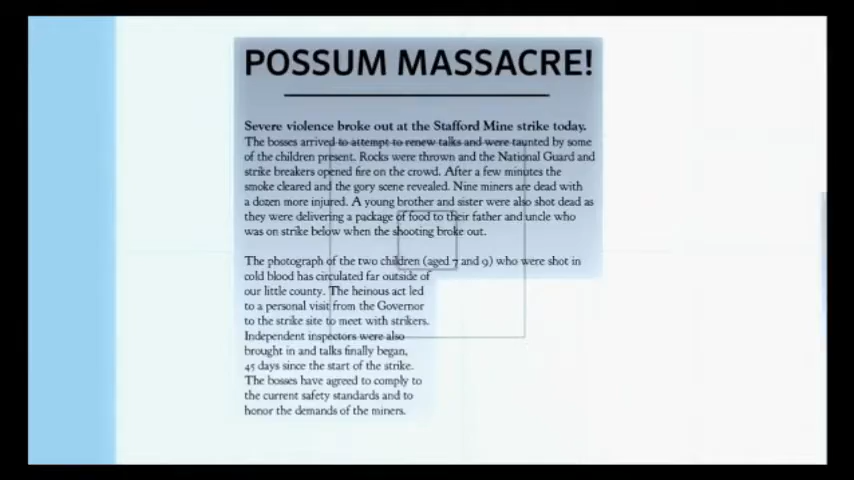 POSSUM MASSACRE!
Severe violence broke out at the Stafford Mine strike today.
The bosses arrived to attempt to renew talks and were taunted by some
of the children present. Rocks were thrown and the National Guard and
strike breakers opened fire on the crowd. After a few minutes the
smoke cleared and the gory scene revealed. Nine miners are dead with
a dozen more injured. A young brother and sister were also shot dead as
they were delivering a package of food to their father and uncle who
was on strike below when the shooting broke out.
The photograph of the two children (aged 7 and 9) who were shot in
cold blood has circulated far outside of
our little county. The heinous act led
to a personal visit from the Governor
to the strike site to meet with strikers.
Independent inspectors were also
brought in and talks finally began,
45 days since the start of the strike.
The bosses have agreed to comply to
the current safety standards and to
honor the demands of the miners.